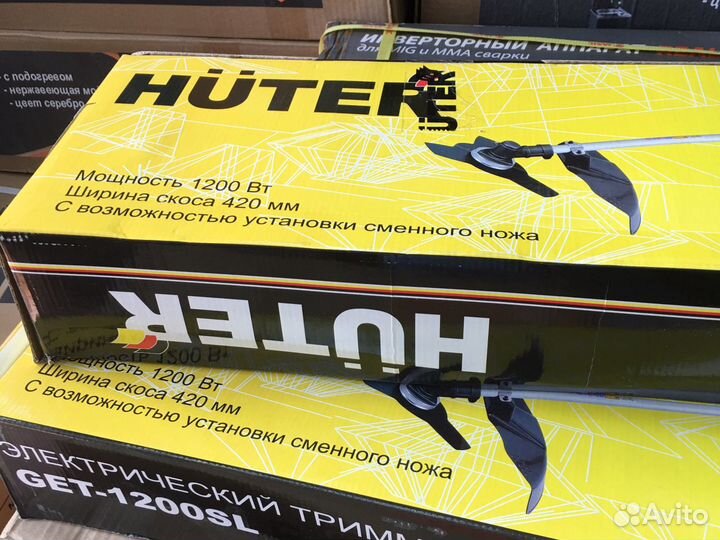 ИНВЕРТОРНЫЙ АППАРАТ
для MIG и MMA сварки
- с подогревом
- нержавеющая
- цвет серебро
HÜTER
ÜTER
Мощность 1200 Вт
Ширина скоса 420 мм
С возможностью установки сменного ножа
HÜTER
Мощность 1200 Вт
Ширина скоса 420 мм
С возможностью установки сменного ножа
ЭЛЕКТРИЧЕСКИЙ ТРИММ
GET-1200SL
Avito